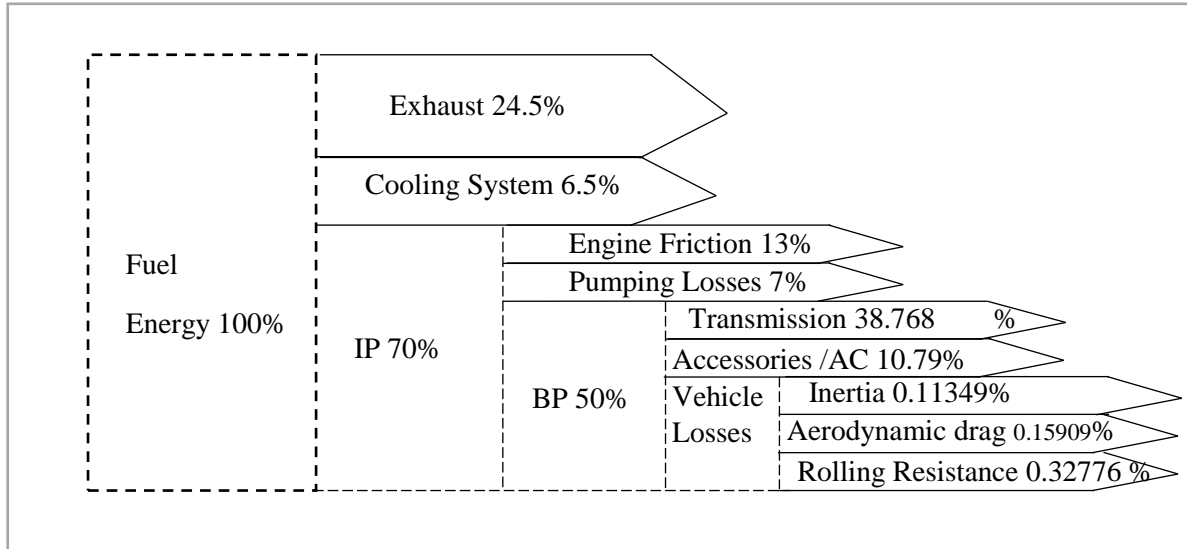 Exhaust 24.5%
Cooling System 6.5%
Engine Friction 13%
Fuel
Pumping Losses 7%
Energy 100%
Transmission 38.768 %
IP 70%
Accessories /AC 10.79%
BP 50%
Vehicle
Losses
Inertia 0.11349%
Aerodynamic drag 0.15909%
Rolling Resistance 0.32776 %